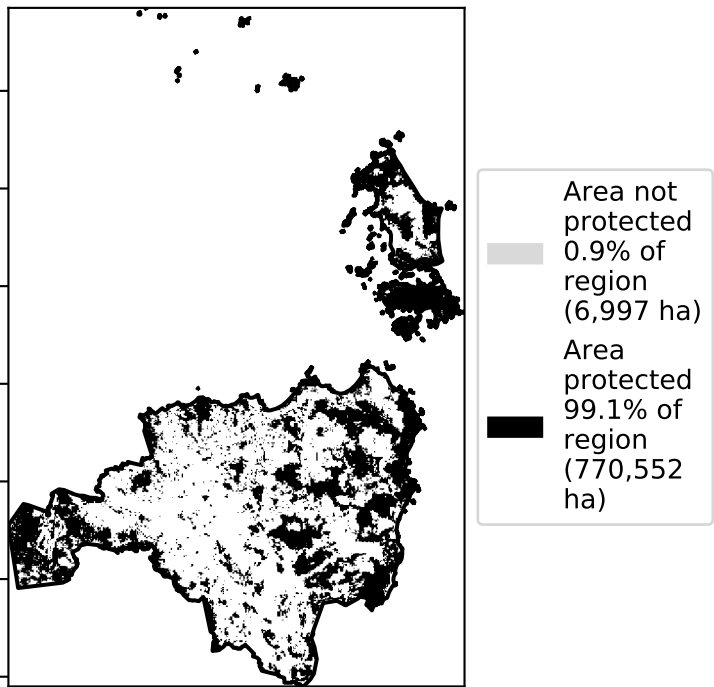 Area not
protected
0.9% of
region
(6,997 ha)
Area
protected
99.1% of
region
(770,552
ha)